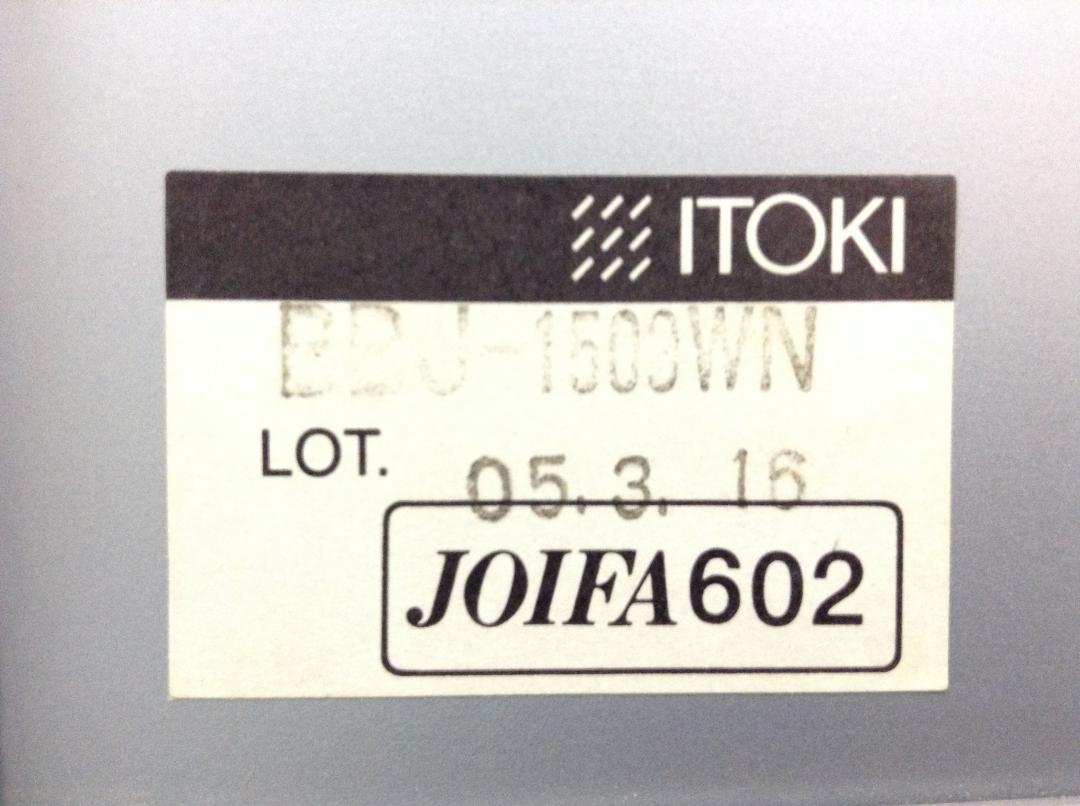 ITOKI
LOT.
05.3. 16
JOIFA602